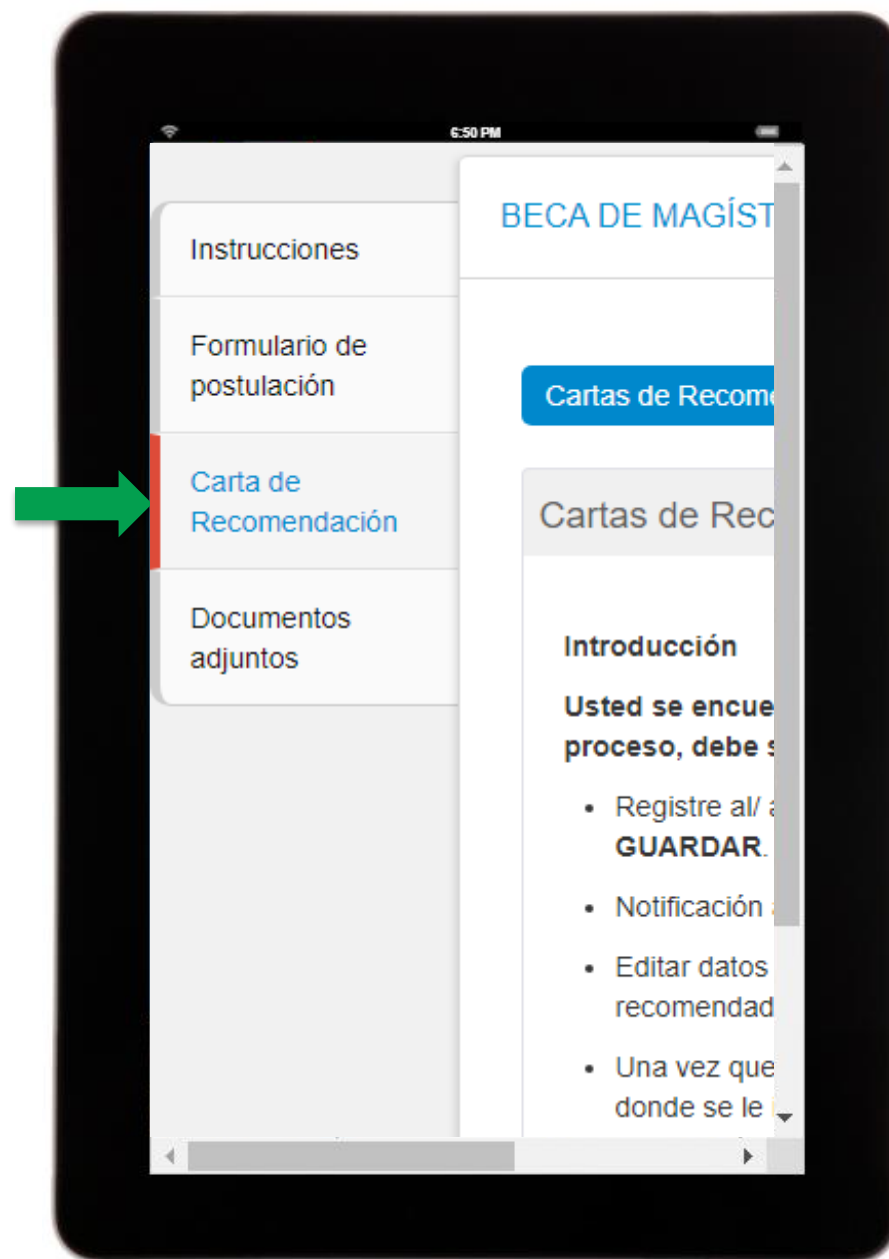 6:50 PM
Instrucciones
Formulario de
postulación
Carta de
Recomendación
Documentos
adjuntos
BECA DE MAGÍST
Cartas de Recom
Cartas de Rec
Introducción
Usted se encue
proceso, debe
Registre al/
GUARDAR.
Notificación
Editar datos
recomendad
Una vez que
donde se le